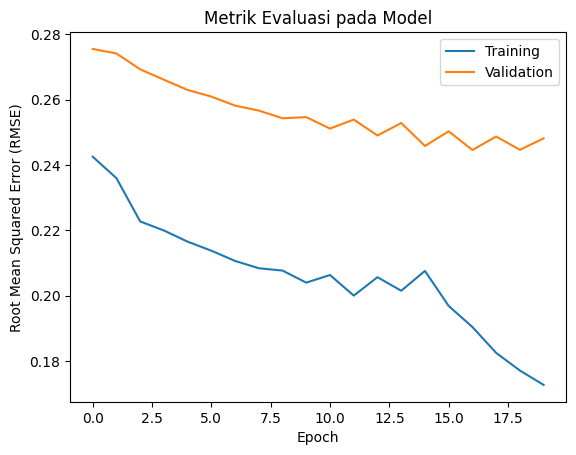 Metrik Evaluasi pada Model
Training
Validation
Root Mean Squared Error (RMSE)
0.28
0.26
0.24
0.22
0.20
0.18
0.0 2.5 5.0 7.5 10.0 12.5 15.0 17.5
Epoch